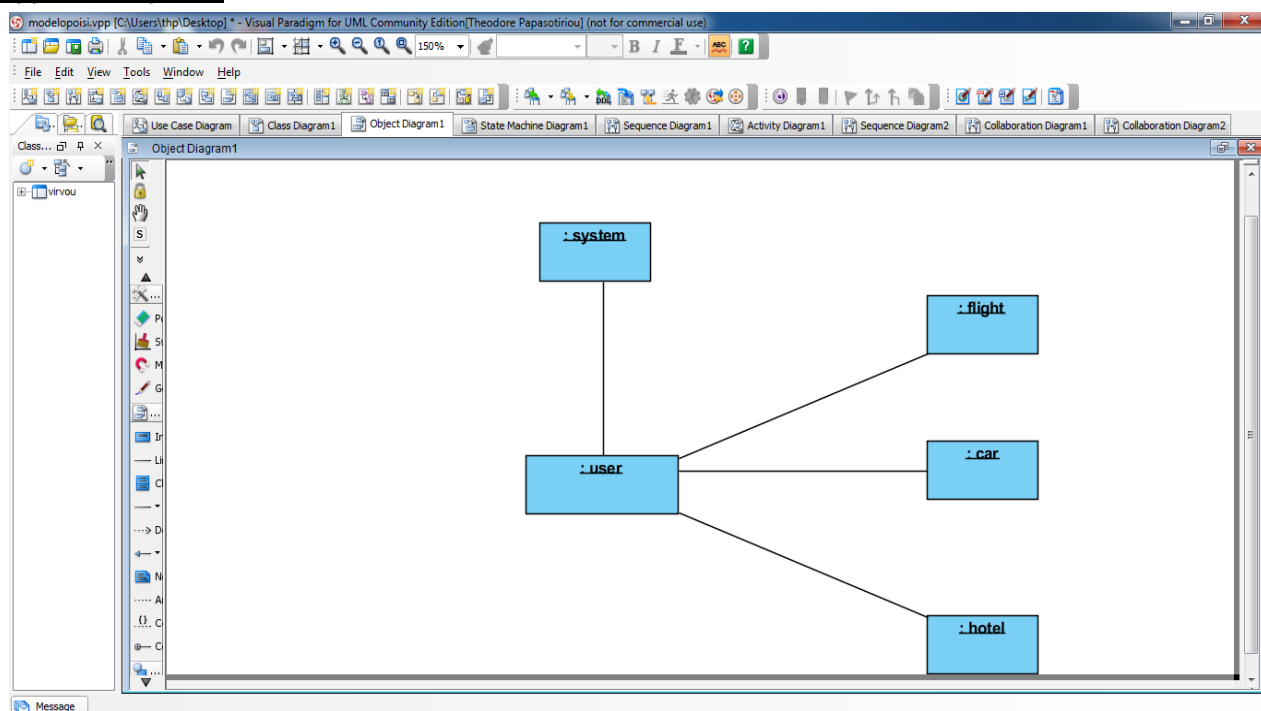 modelopoisi.vpp [C:\Users\thp\Desktop] * - Visual Paradigm for UML Community Edition[Theodore Papasotiriou] (not for commercial use)
150% B I F ABC ?
File Edit View Tools Window Help
DDL
Use Case Diagram Class Diagram1 Object Diagram1 State Machine Diagram1 Sequence Diagram1 Activity Diagram1 Sequence Diagram2 Collaboration Diagram1 Collaboration Diagram2
Class...
Object Diagram1
virvou
S
: system
: flight
: user
: car
: hotel
Message